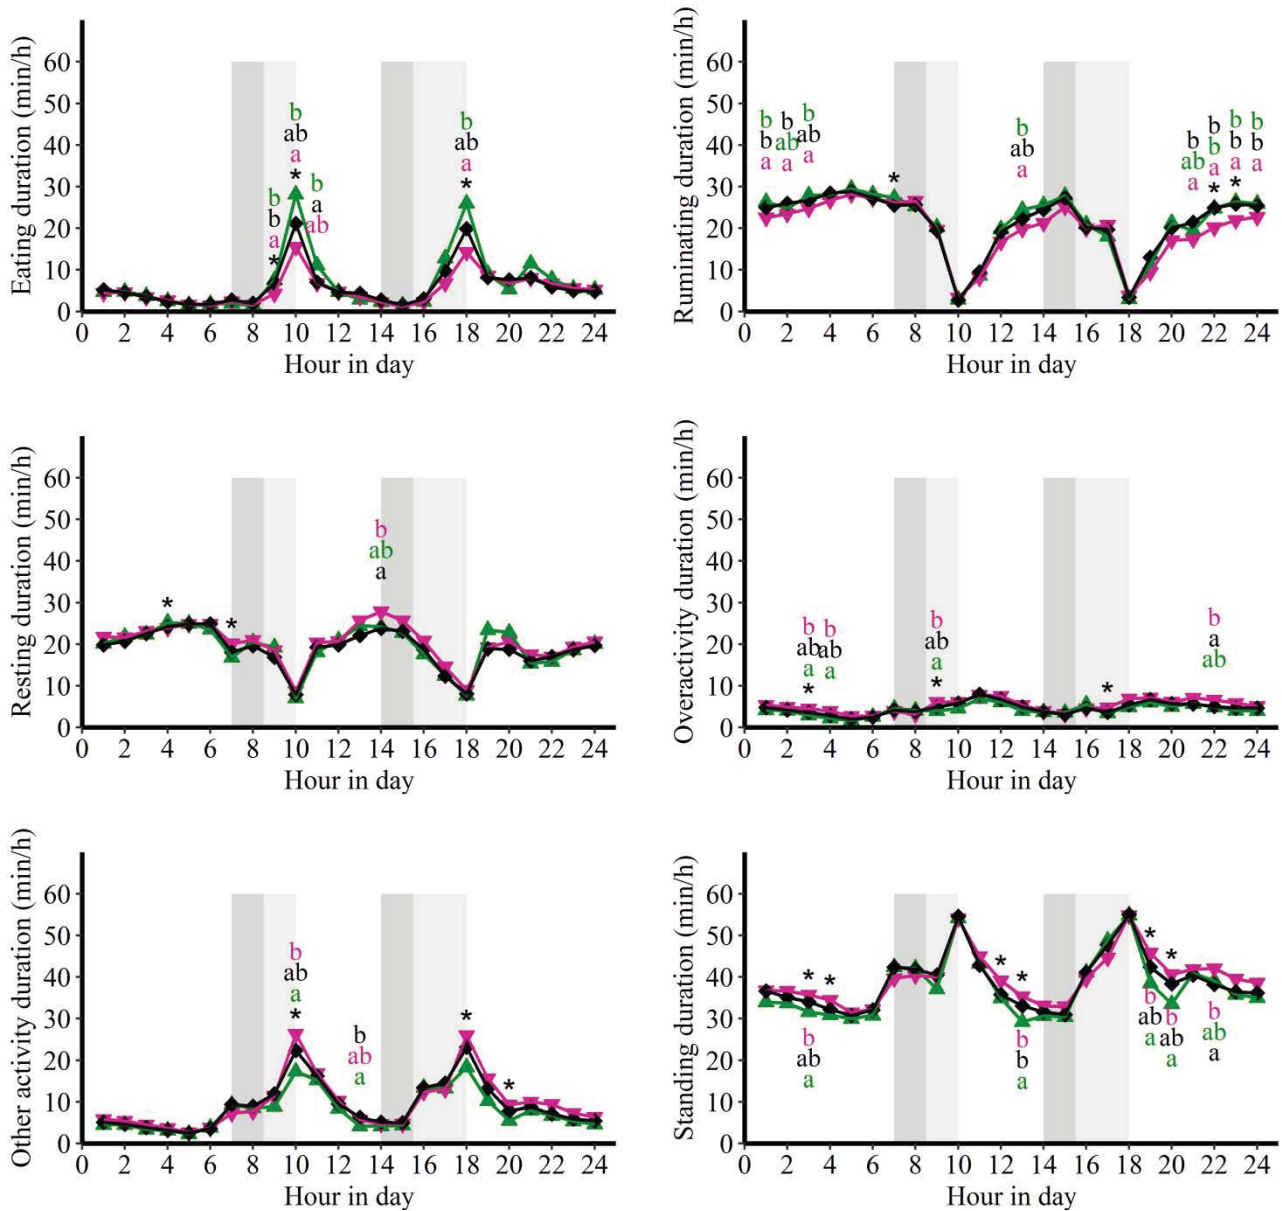 Eating duration (min/h)
60
50
40
30
20
10
0
b
ab
a
*
b
b
a
*
b
a
ab
b
ab
a
*
0 2 4 6 8 10 12 14 16 18 20 22 24
Hour in day
Ruminating duration (min/h)
60
50
40
30
20
10
0
b
b
a
b
ab
a
b
ab
a
*
b
ab
a
b
ab
a
b
b
a
*
b
b
a
*
b
b
a
0 2 4 6 8 10 12 14 16 18 20 22 24
Hour in day
Resting duration (min/h)
60
50
40
30
20
10
0
*
*
b
ab
a
0 2 4 6 8 10 12 14 16 18 20 22 24
Hour in day
Overactivity duration (min/h)
60
50
40
30
20
10
0
b
ab
a
*
b
ab
a
b
ab
a
*
*
b
a
ab
0 2 4 6 8 10 12 14 16 18 20 22 24
Hour in day
Other activity duration (min/h)
60
50
40
30
20
10
0
b
ab
a
*
b
ab
a
*
*
0 2 4 6 8 10 12 14 16 18 20 22 24
Hour in day
Standing duration (min/h)
60
50
40
30
20
10
0
*
*
b
ab
a
*
*
b
b
a
*
b
ab
a
*
b
ab
a
b
ab
a
0 2 4 6 8 10 12 14 16 18 20 22 24
Hour in day